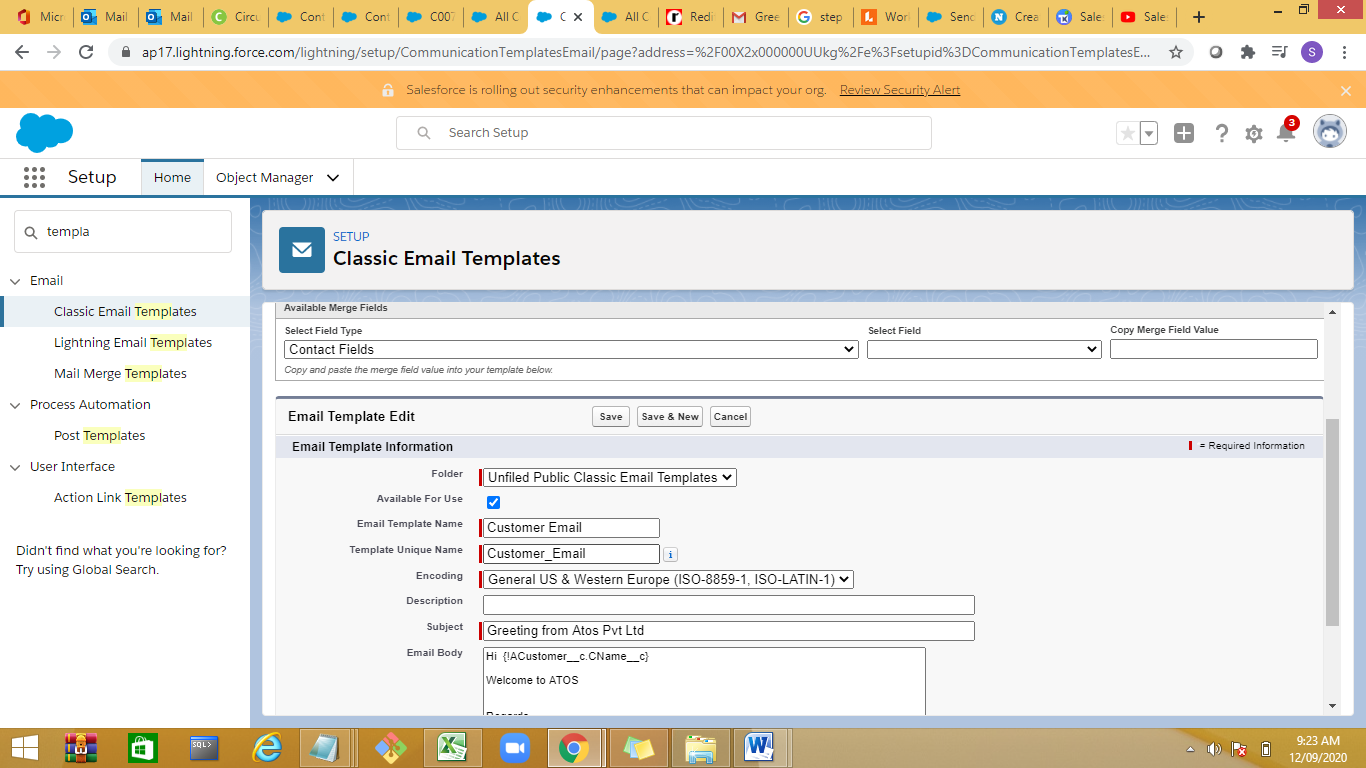 Micr
Mail
Mail
Circu
Cont
Cont
C007
All C
C
All C
Redi
Gree
step
Worl
Send
Crea
Sale
Sale
ap17.lightning.force.com/lightning/setup/CommunicationTemplatesEmail/page?address=%2F00X2x000000UUkg%2Fe%3Fsetupid%3DCommunicationTemplatesE...
S
Salesforce is rolling out security enhancements that can impact your org. Review Security Alert
Search Setup
3
Setup
Home
Object Manager
templa
Email
Classic Email Templates
Lightning Email Templates
Mail Merge Templates
Process Automation
Post Templates
User Interface
Action Link Templates
Didn't find what you're looking for?
Try using Global Search.
SETUP
Classic Email Templates
Available Merge Fields
Select Field Type
Select Field
Copy Merge Field Value
Contact Fields
Copy and paste the merge field value into your template below.
Email Template Edit
Save
Save & New
Cancel
Email Template Information
= Required Information
Folder
Unfiled Public Classic Email Templates
Available For Use
Email Template Name
Customer Email
Template Unique Name
Customer_Email
i
Encoding
General US & Western Europe (ISO-8859-1, ISO-LATIN-1)
Description
Subject
Greeting from Atos Pvt Ltd
Email Body
Hi {!ACustomer__c.CName__c}
Welcome to ATOS
Regards
SQL>
9:23 AM
12/09/2020